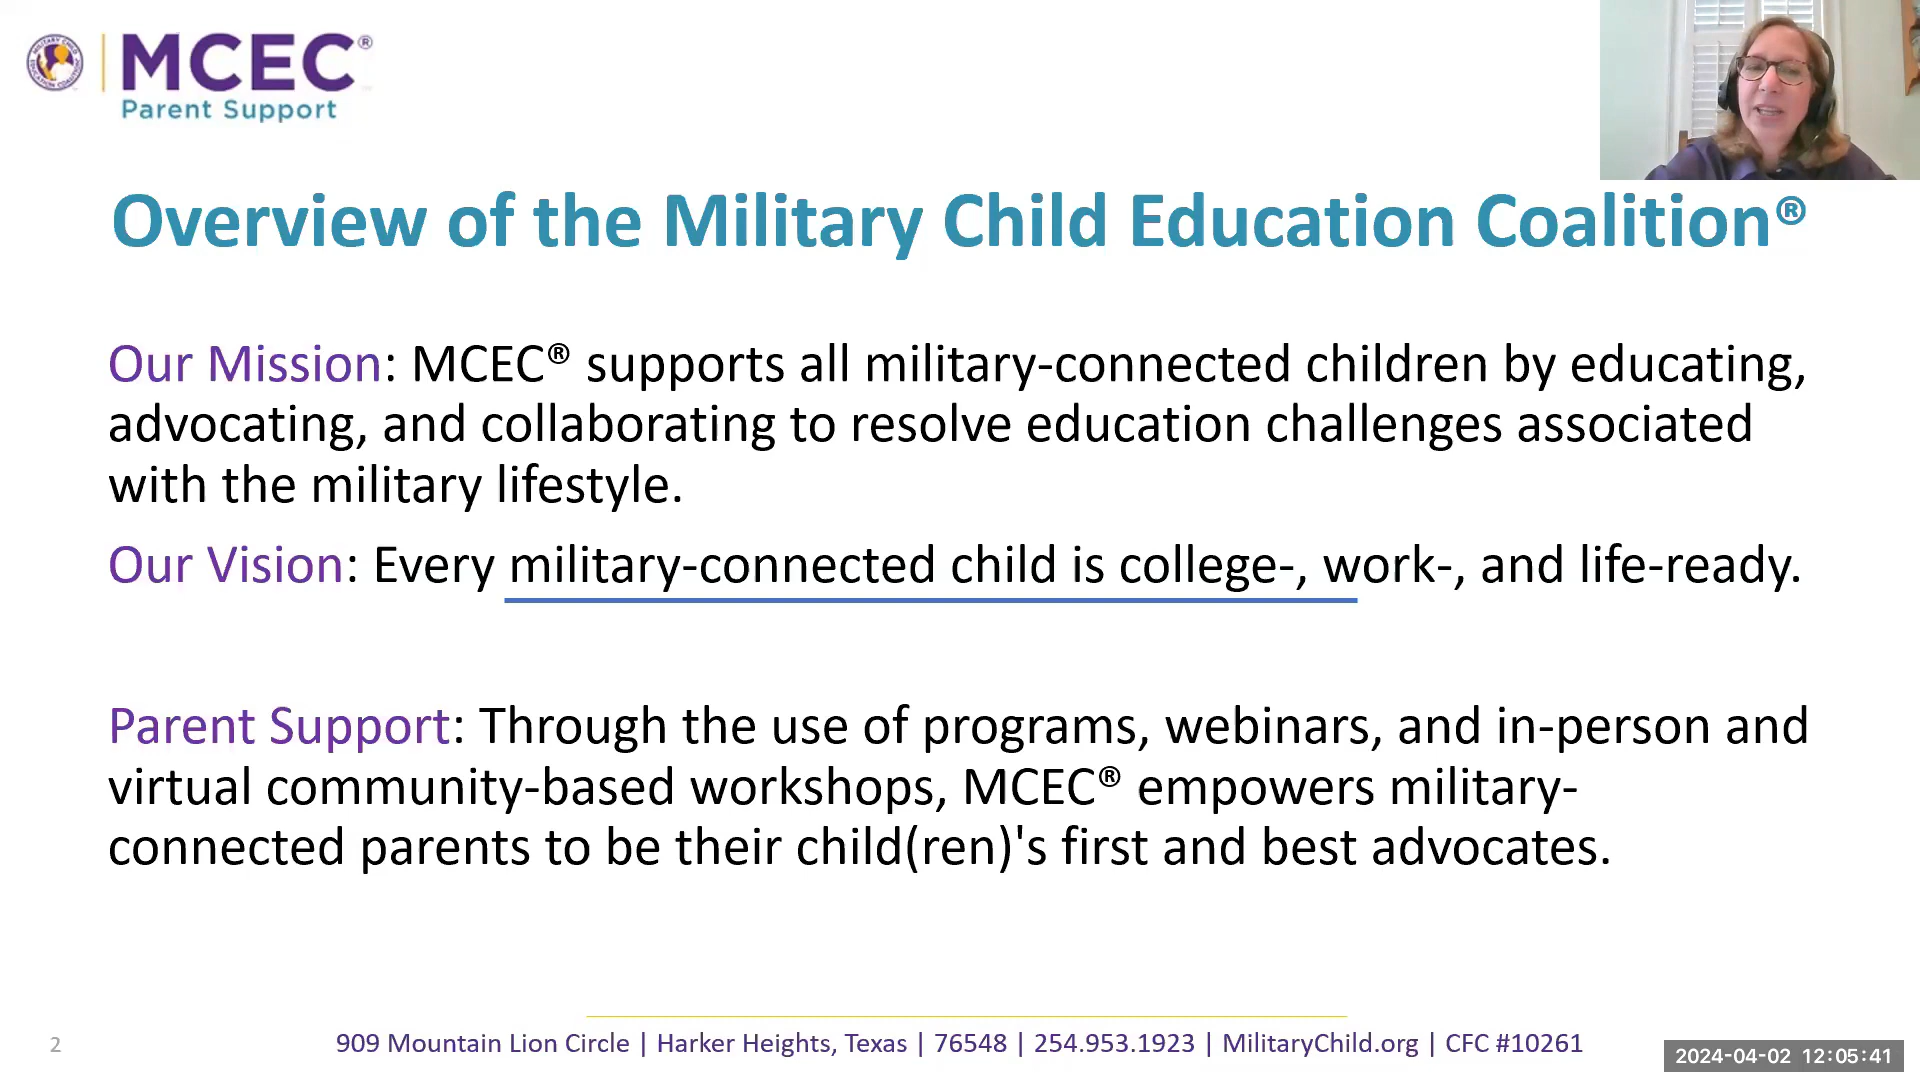 MILITARY CHILD EDUCATION COALITION
MCEC®
Parent Support
Overview of the Military Child Education Coalition®
Our Mission: MCEC® supports all military-connected children by educating,
advocating, and collaborating to resolve education challenges associated
with the military lifestyle.
Our Vision: Every military-connected child is college-, work-, and life-ready.
Parent Support: Through the use of programs, webinars, and in-person and
virtual community-based workshops, MCEC® empowers military-
connected parents to be their child(ren)'s first and best advocates.
2
909 Mountain Lion Circle | Harker Heights, Texas | 76548 | 254.953.1923 | MilitaryChild.org | CFC #10261
2024-04-02 12:05:41